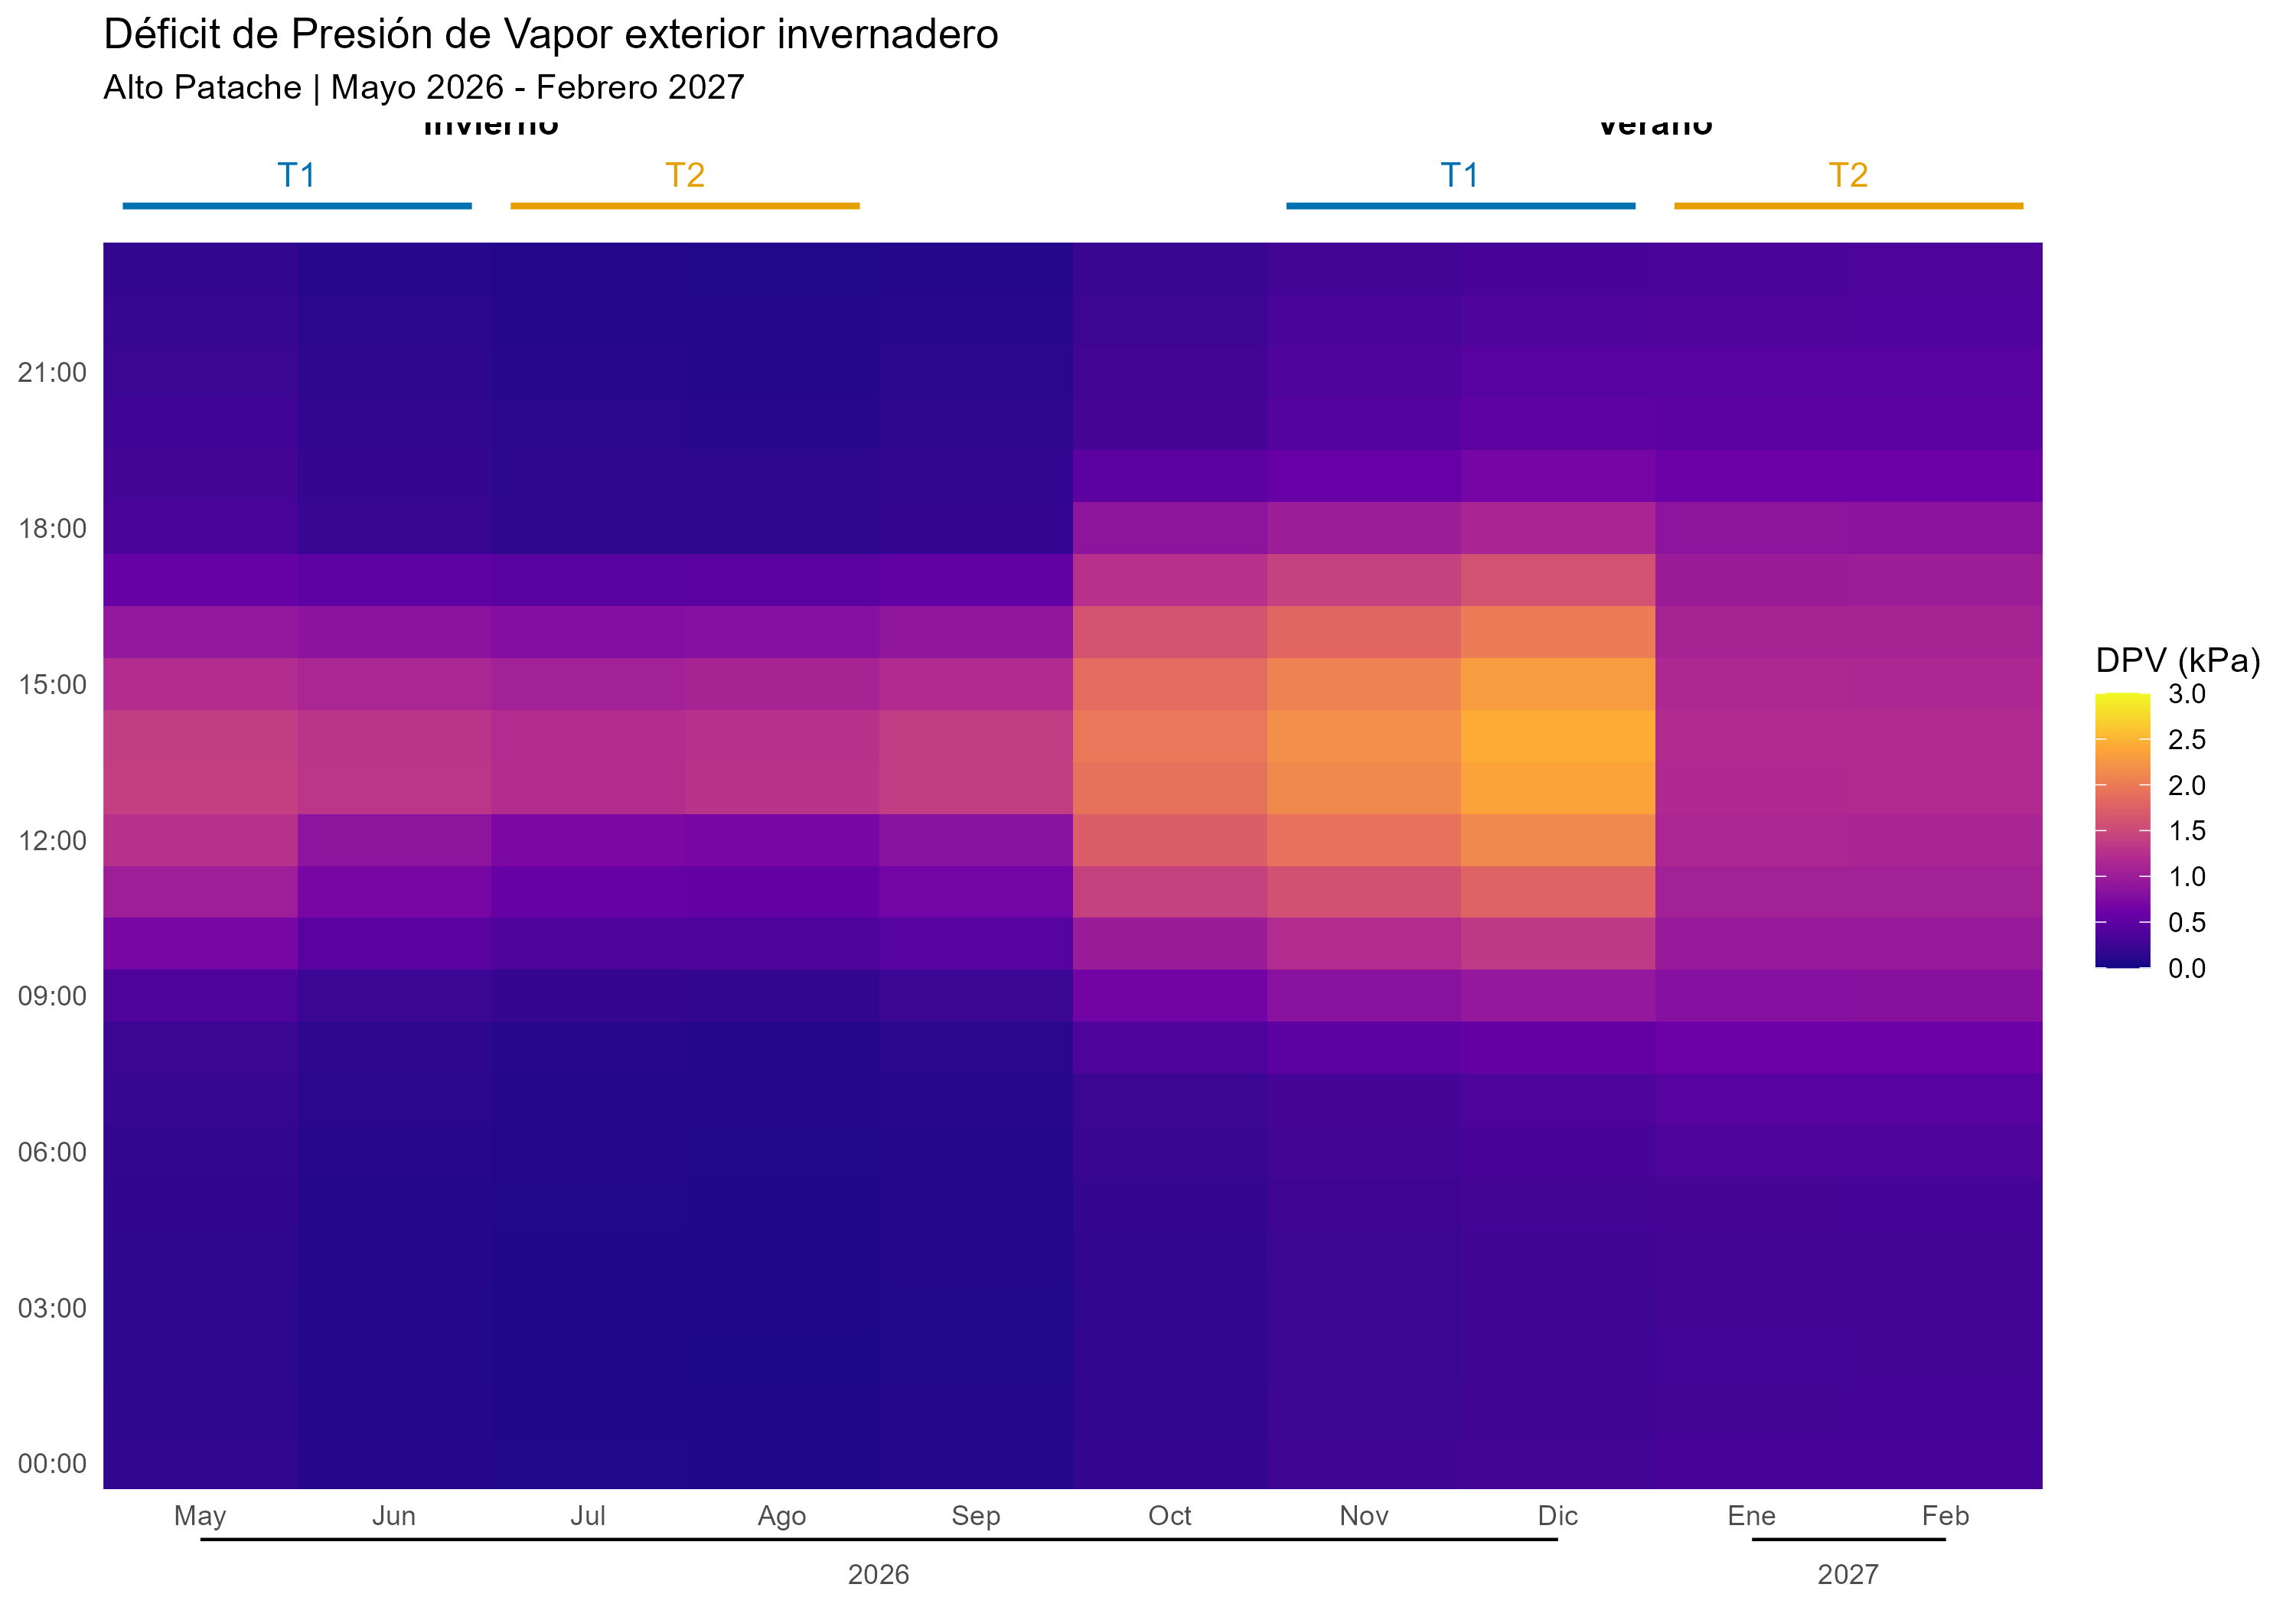 Déficit de Presión de Vapor exterior invernadero
Alto Patache | Mayo 2026 - Febrero 2027
Invierno Verano
T1 T2 T1 T2
21:00
18:00
15:00
12:00
09:00
06:00
03:00
00:00
May Jun Jul Ago Sep Oct Nov Dic Ene Feb
2026 2027
DPV (kPa)
3.0
2.5
2.0
1.5
1.0
0.5
0.0